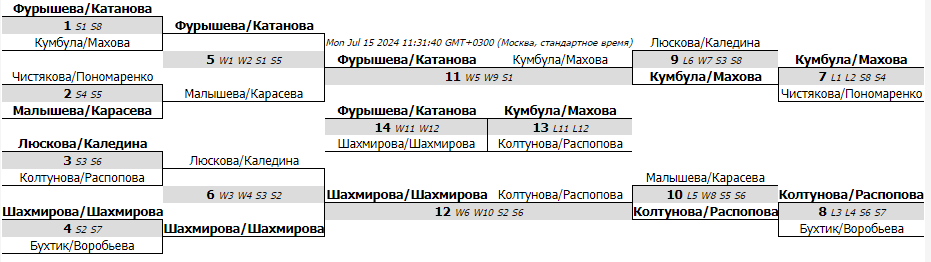 Фурышева/Катанова
1 S1 S8
Кумбула/Махова
Фурышева/Катанова
5 W1 W2 S1 S5
Малышева/Карасева
Чистякова/Пономаренко
2 S4 S5
Малышева/Карасева
Mon Jul 15 2024 11:31:40 GMT+0300 (Москва, стандартное время)
Фурышева/Катанова Кумбула/Махова
11 W5 W9 S1
Люскова/Каледина
9 L6 W7 S3 S8
Кумбула/Махова
Кумбула/Махова
7 L1 L2 S8 S4
Чистякова/Пономаренко
Фурышева/Катанова Кумбула/Махова
14 W11 W12 13 L11 L12
Шахмирова/Шахмирова Колтунова/Распопова
Люскова/Каледина
3 S3 S6
Колтунова/Распопова
Люскова/Каледина
6 W3 W4 S3 S2
Шахмирова/Шахмирова
Шахмирова/Шахмирова
4 S2 S7
Бухтик/Воробьева
Шахмирова/Шахмирова Колтунова/Распопова
12 W6 W10 S2 S6
Малышева/Карасева
10 L5 W8 S5 S6
Колтунова/Распопова
Колтунова/Распопова
8 L3 L4 S6 S7
Бухтик/Воробьева